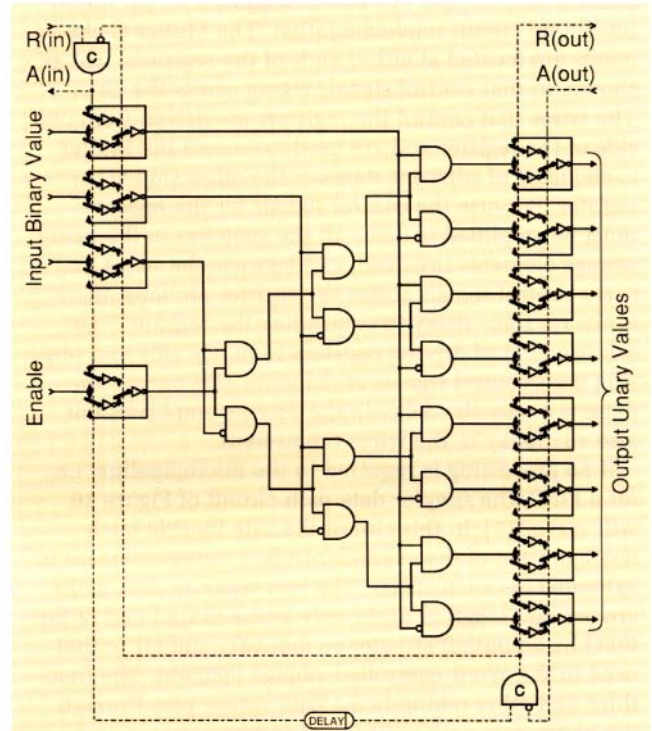 R(in)
A(in)
C
R(out)
A(out)
Input Binary Value
Enable
Output Unary Values
C
DELAY